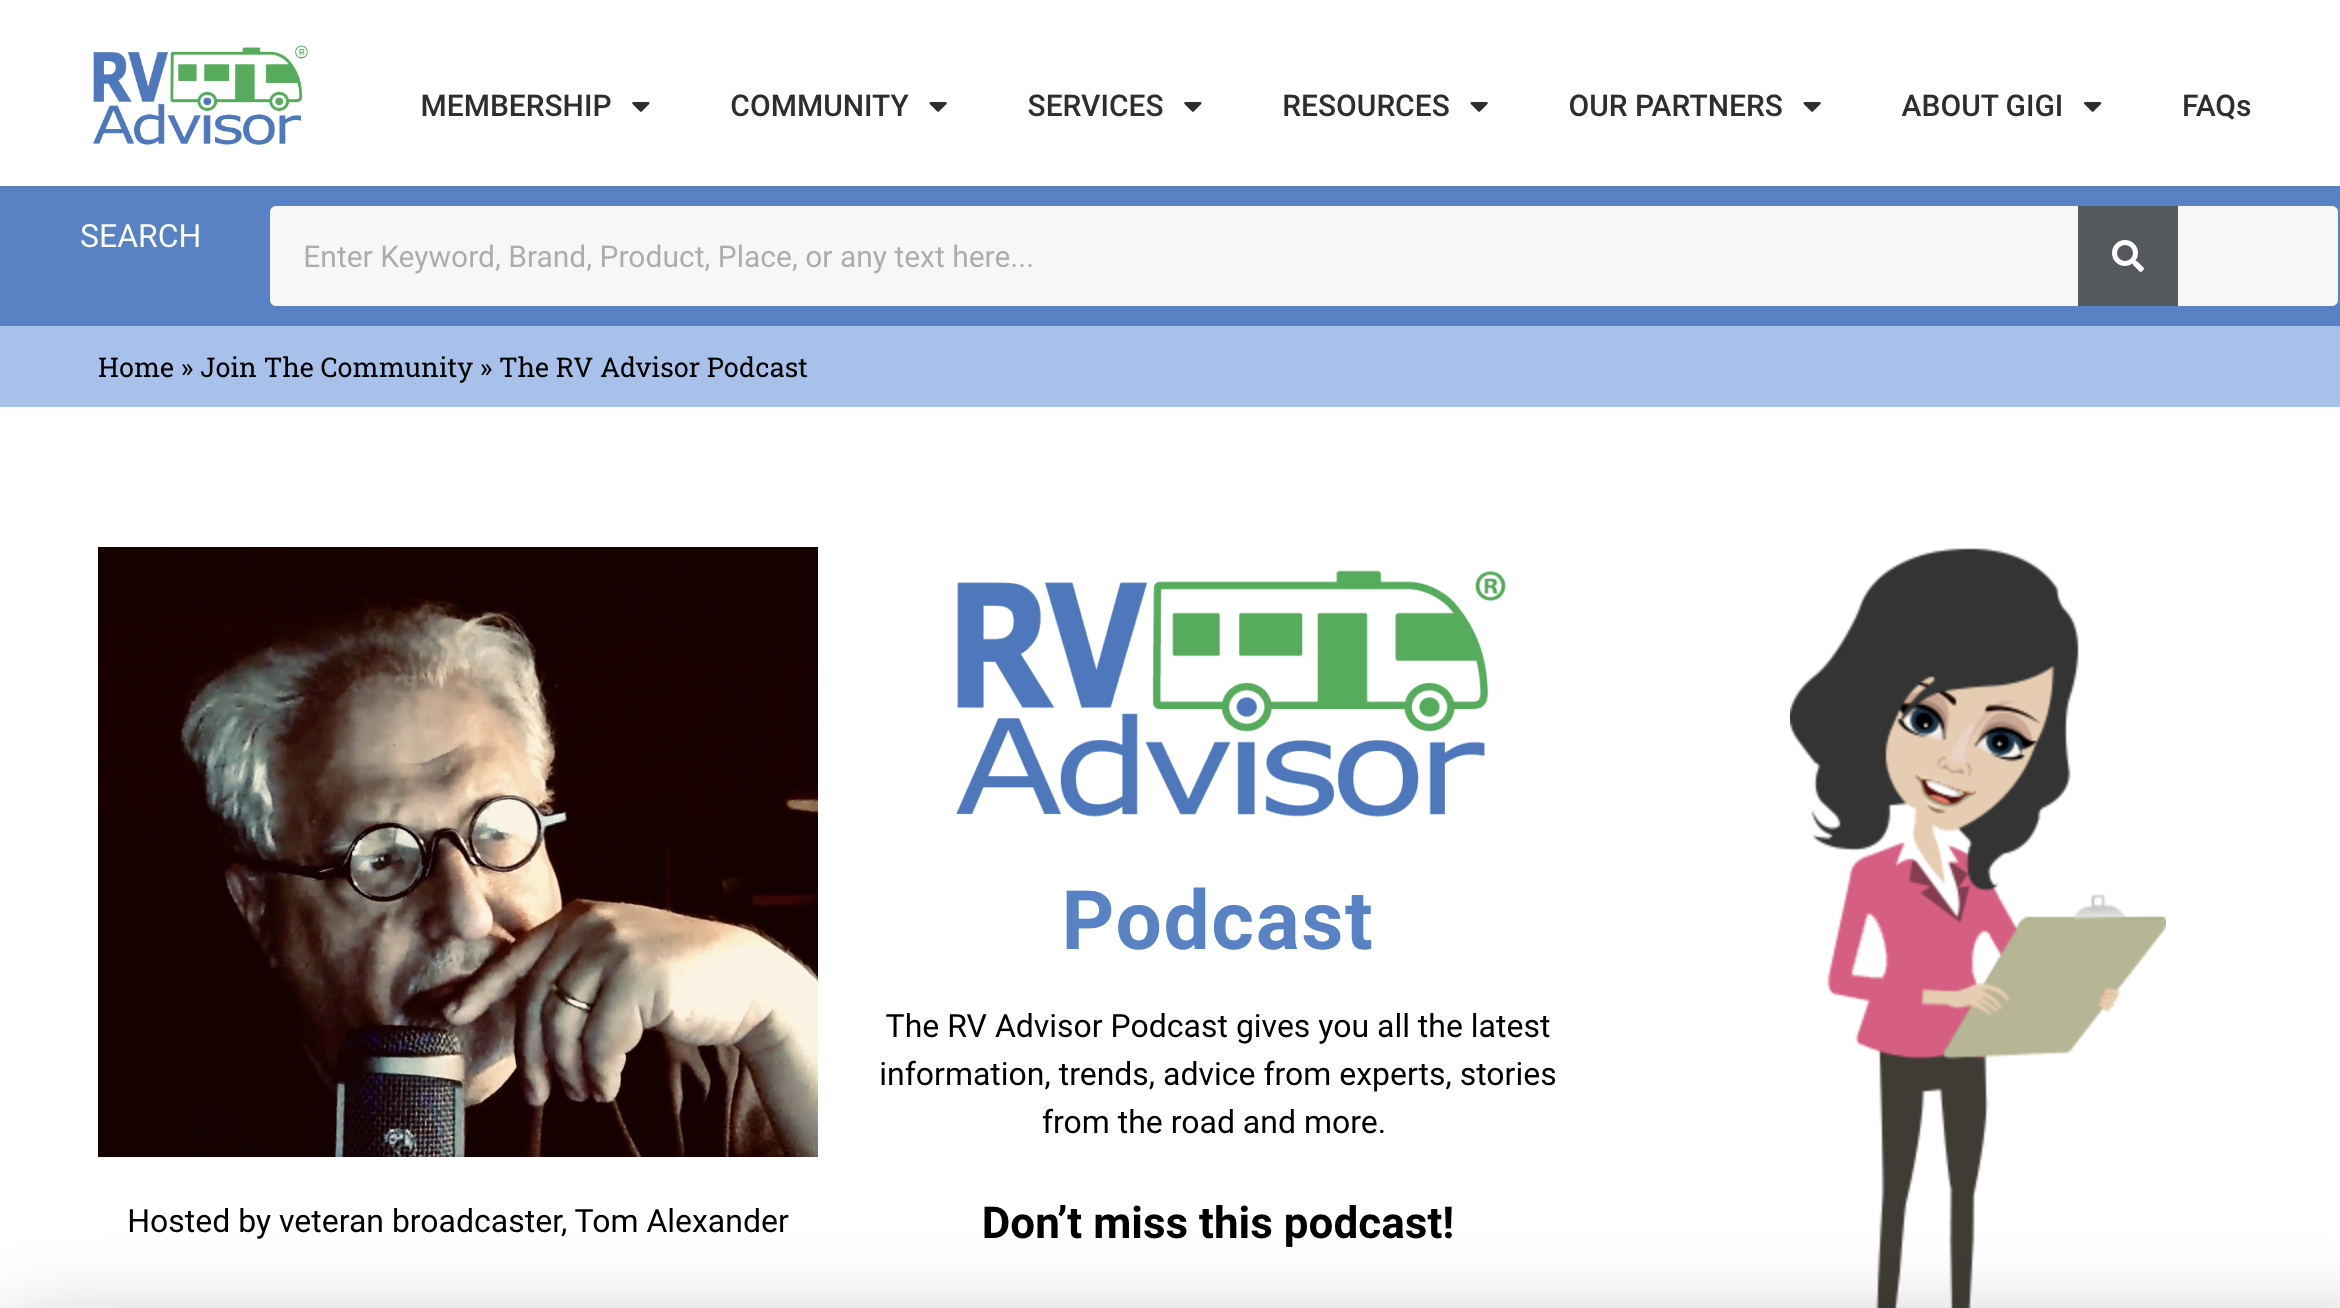 RV ®
Advisor
MEMBERSHIP
COMMUNITY
SERVICES
RESOURCES
OUR PARTNERS
ABOUT GIGI
FAQs
SEARCH
Enter Keyword, Brand, Product, Place, or any text here...
Home » Join The Community » The RV Advisor Podcast
RV ®
Advisor
Podcast
The RV Advisor Podcast gives you all the latest
information, trends, advice from experts, stories
from the road and more.
Don’t miss this podcast!
Hosted by veteran broadcaster, Tom Alexander